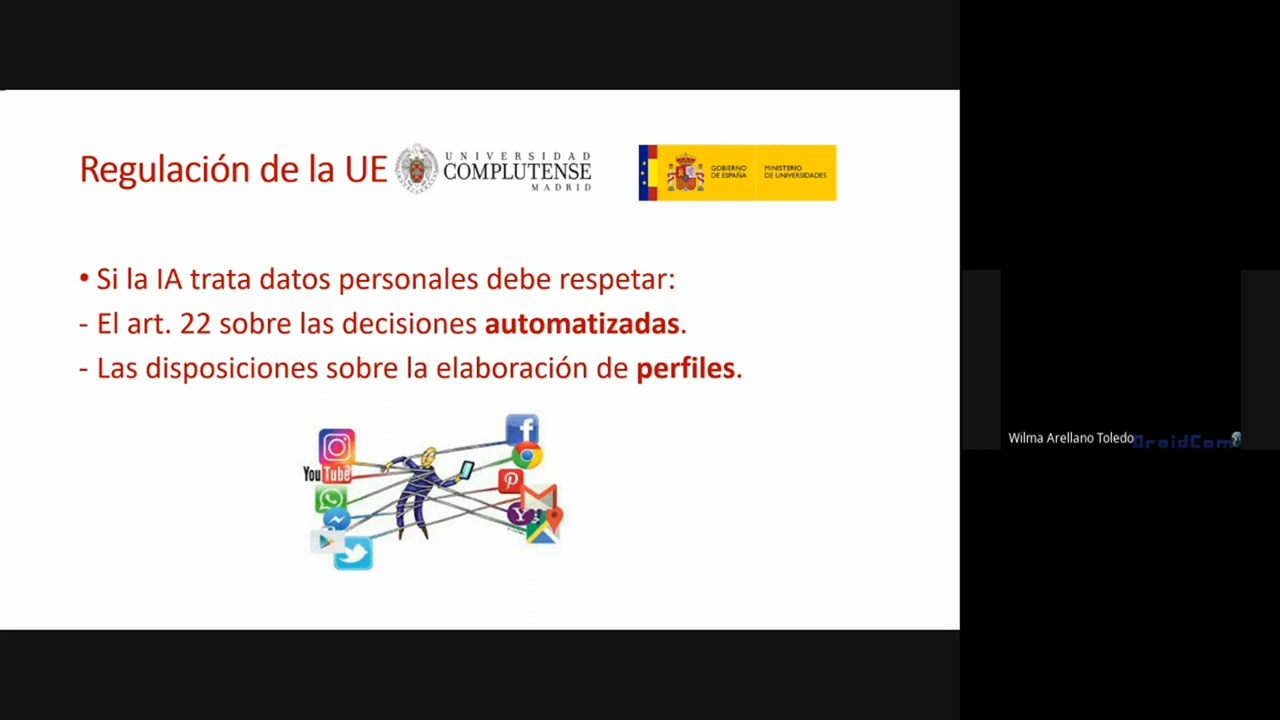 Regulación de la UE
UNIVERSIDAD
COMPLUTENSE
MADRID
GOBIERNO
DE ESPAÑA
MINISTERIO
DE UNIVERSIDADES
• Si la IA trata datos personales debe respetar:
- El art. 22 sobre las decisiones automatizadas.
- Las disposiciones sobre la elaboración de perfiles.
YouTube
Wilma Arellano Toledo
DroidCam